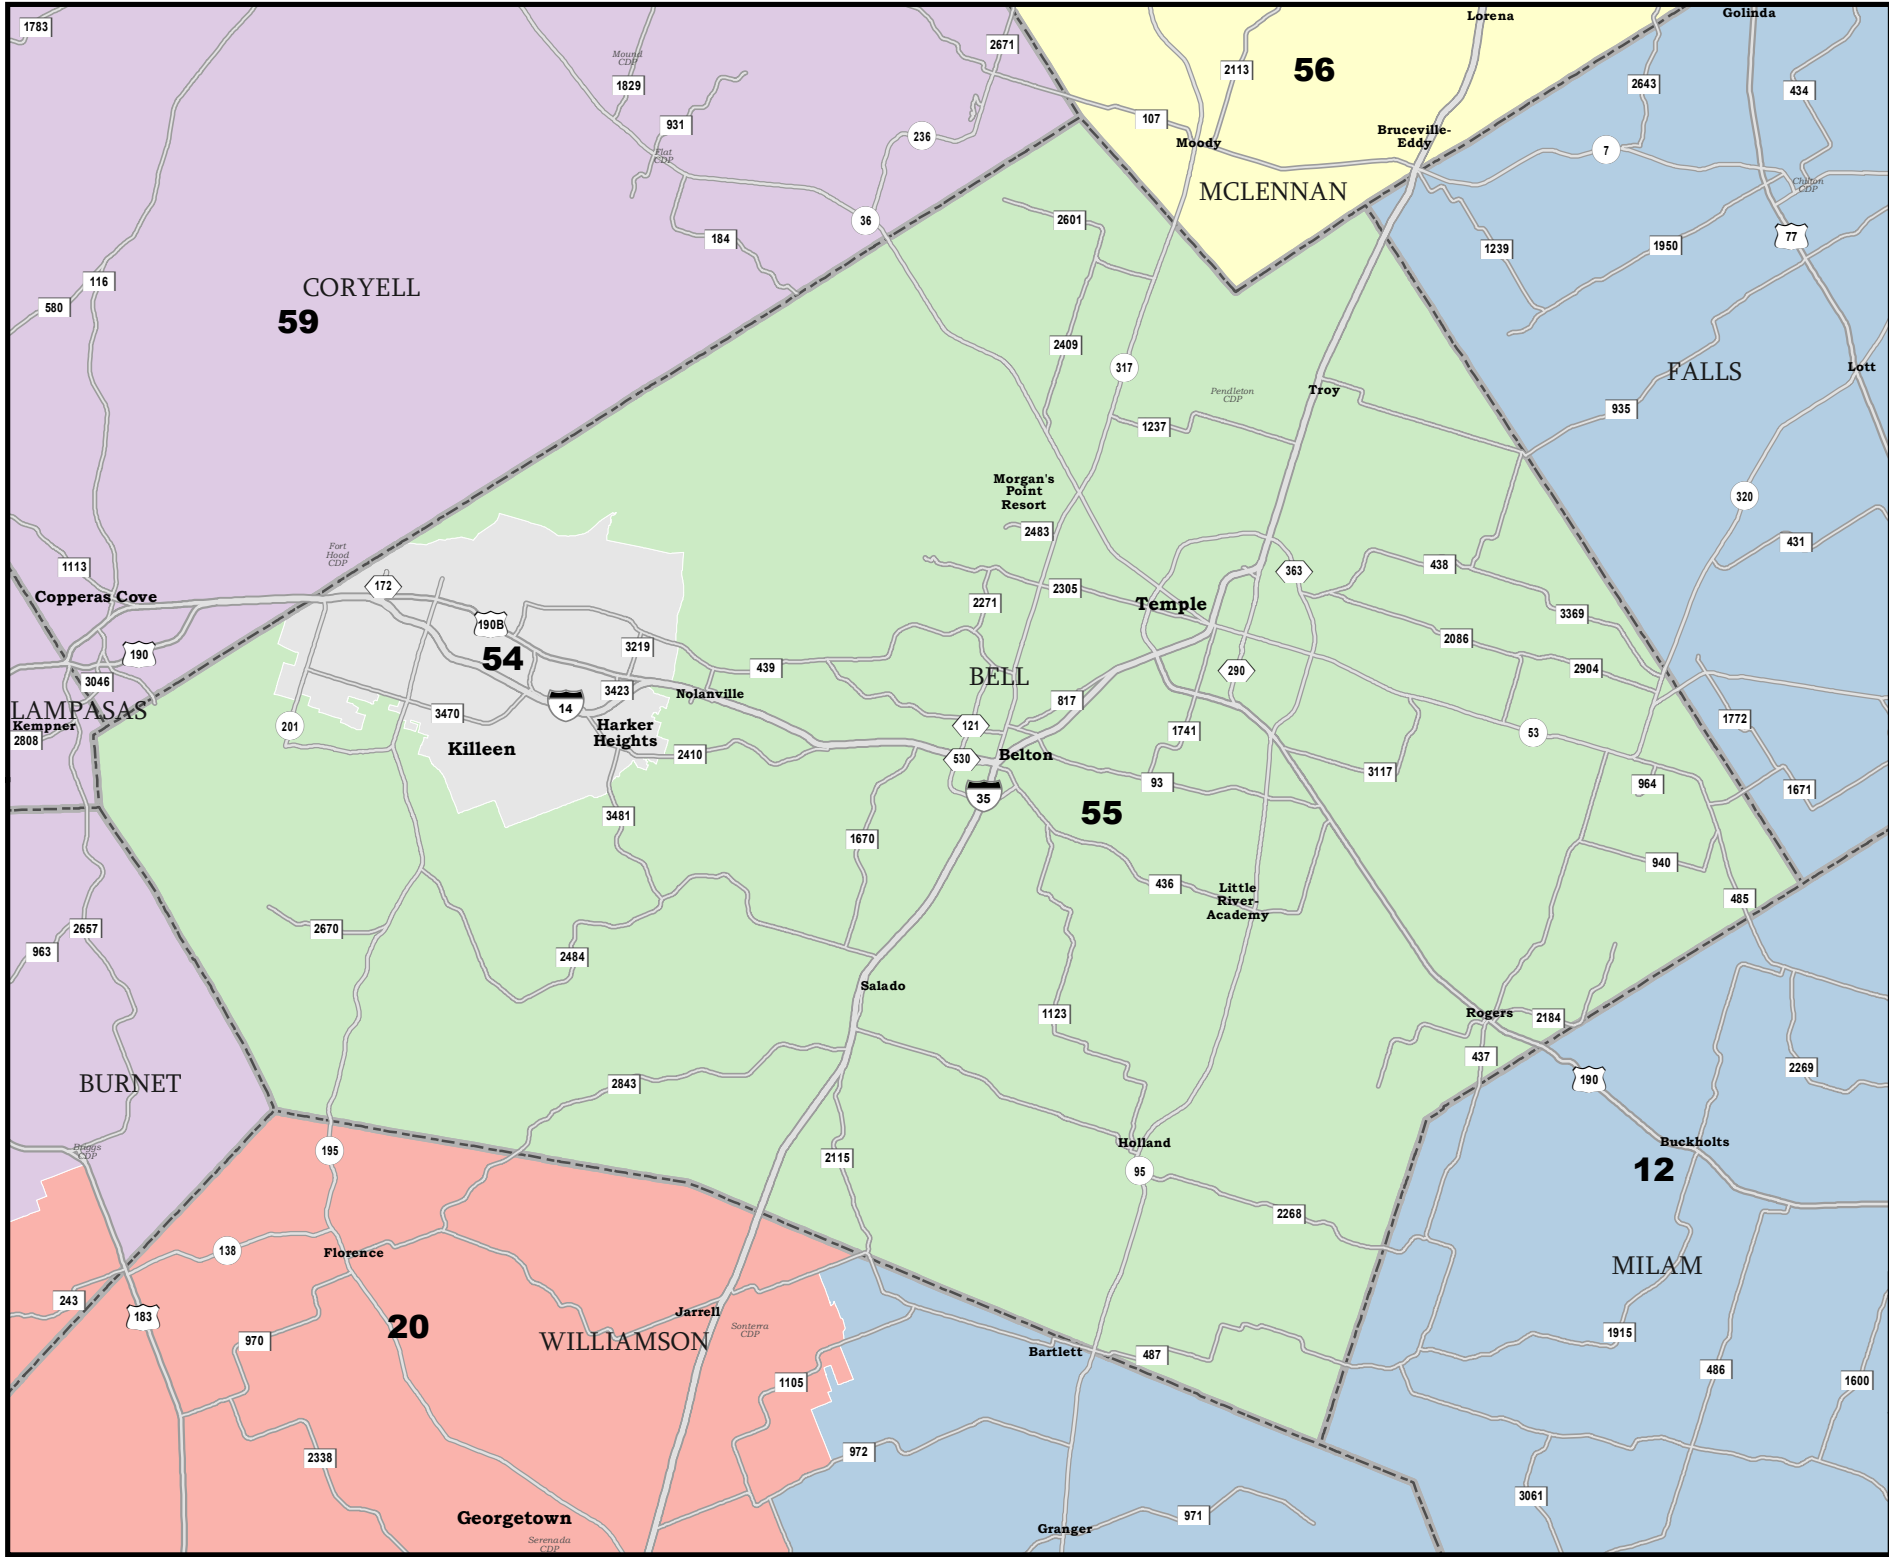 1783
Mound
CDP
2671
Lorena
Golinda
1829
2113
56
2643
434
931
236
107
Moody
Bruceville-
Eddy
7
Flat
CDP
MCLENNAN
Chilton
CDP
36
2601
184
1239
1950
77
116
CORYELL
580
59
2409
317
FALLS
Lott
Pendleton
CDP
Troy
935
1237
Morgan's
Point
Resort
320
2483
431
Fort
Hood
CDP
1113
172
363
438
Copperas Cove
2305
2271
Temple
3369
190B
2086
190
3219
54
439
290
2904
3046
BELL
3423
Nolanville
LAMPASAS
Kempner
2808
201
3470
14
817
121
1741
1772
Harker
Heights
53
Killeen
2410
530
Belton
93
3117
964
1671
35
3481
55
1670
940
436
Little
River-
Academy
485
2670
2657
963
2484
Salado
1123
Rogers
2184
437
2269
190
BURNET
2843
Buckholts
Holland
Briggs
CDP
195
2115
95
12
2268
138
Florence
MILAM
243
183
Jarrell
20
WILLIAMSON
Sonterra
CDP
970
1915
Bartlett
487
486
1105
1600
972
2338
3061
Georgetown
971
Granger
Serenada
CDP